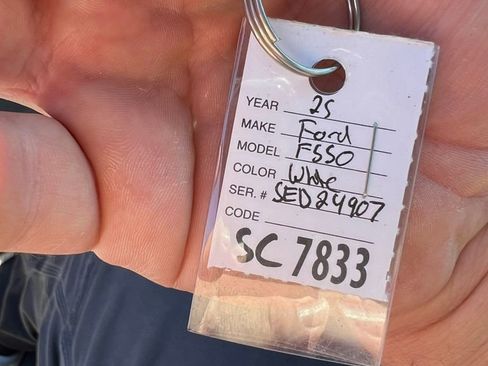 YEAR 25
MAKE Ford
MODEL F550
COLOR White
SER. # SED24907
CODE
SC 7833